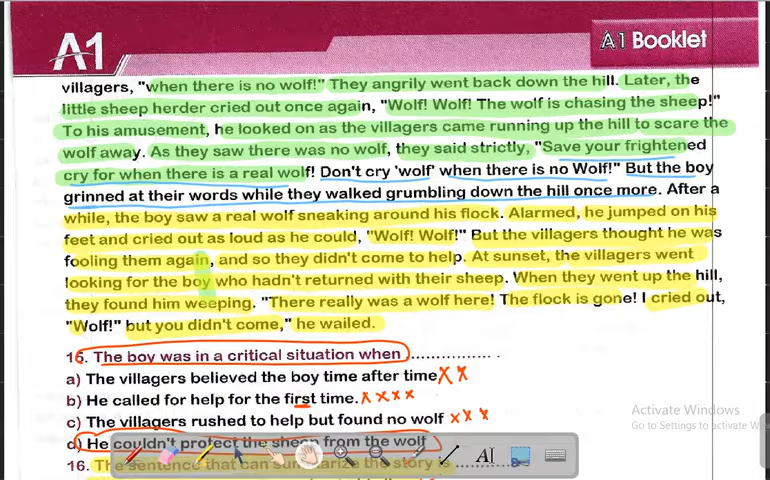 A1
A1 Booklet
villagers, "when there is no wolf!" They angrily went back down the hill. Later, the
little sheep herder cried out once again, "Wolf! Wolf! The wolf is chasing the sheep!"
To his amusement, he looked on as the villagers came running up the hill to scare the
wolf away. As they saw there was no wolf, they said strictly, "Save your frightened
cry for when there is a real wolf! Don't cry 'wolf' when there is no Wolf!" But the boy
grinned at their words while they walked grumbling down the hill once more. After a
while, the boy saw a real wolf sneaking around his flock. Alarmed, he jumped on his
feet and cried out as loud as he could, "Wolf! Wolf!" But the villagers thought he was
fooling them again, and so they didn't come to help. At sunset, the villagers went
looking for the boy who hadn't returned with their sheep. When they went up the hill,
they found him weeping. "There really was a wolf here! The flock is gone! I cried out,
"Wolf!" but you didn't come," he wailed.
15. The boy was in a critical situation when ....................
a) The villagers believed the boy time after time
b) He called for help for the first time.
c) The villagers rushed to help but found no wolf
d) He couldn't protect the sheep from the wolf
16. The sentence that can summarize the story is ...............
Activate Windows
Go to Settings to activate W